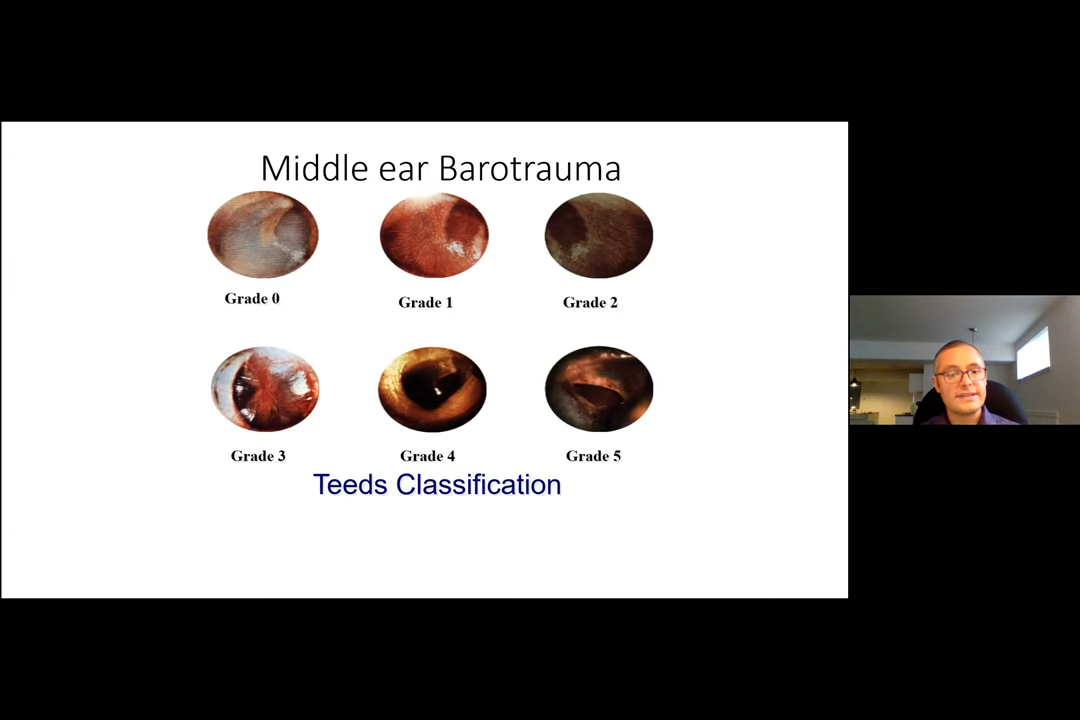 Middle ear Barotrauma
Grade 0
Grade 1
Grade 2
Grade 3
Grade 4
Grade 5
Teeds Classification